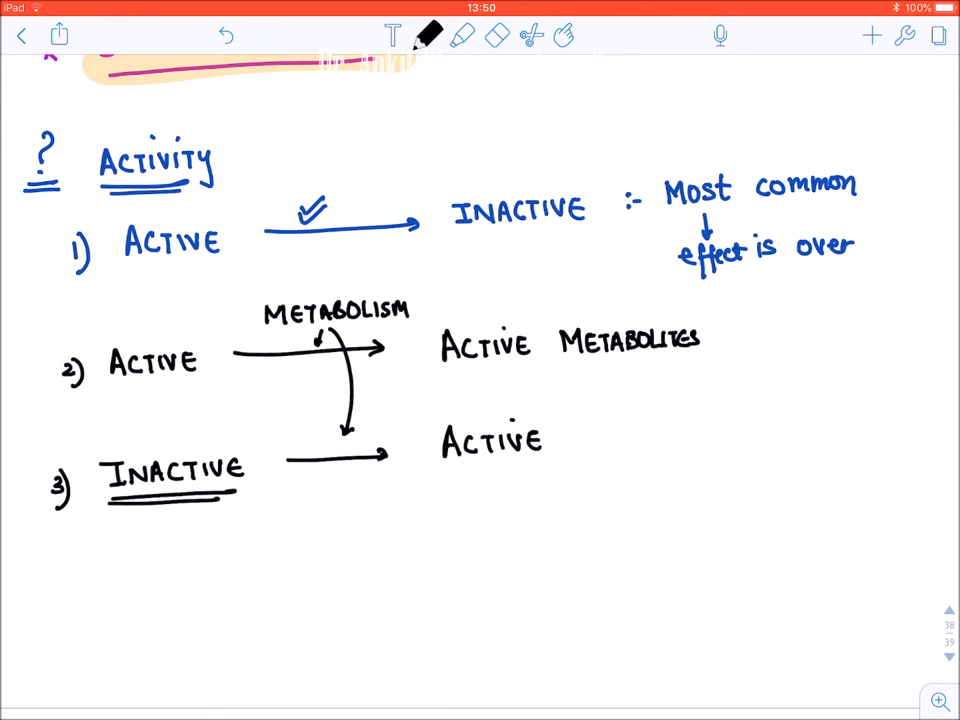 iPad 13:50 100%
T
? ACTIVITY
1) ACTIVE INACTIVE :- Most common
effect is over
METABOLISM
2) ACTIVE ACTIVE METABOLITES
3) INACTIVE ACTIVE
38
39